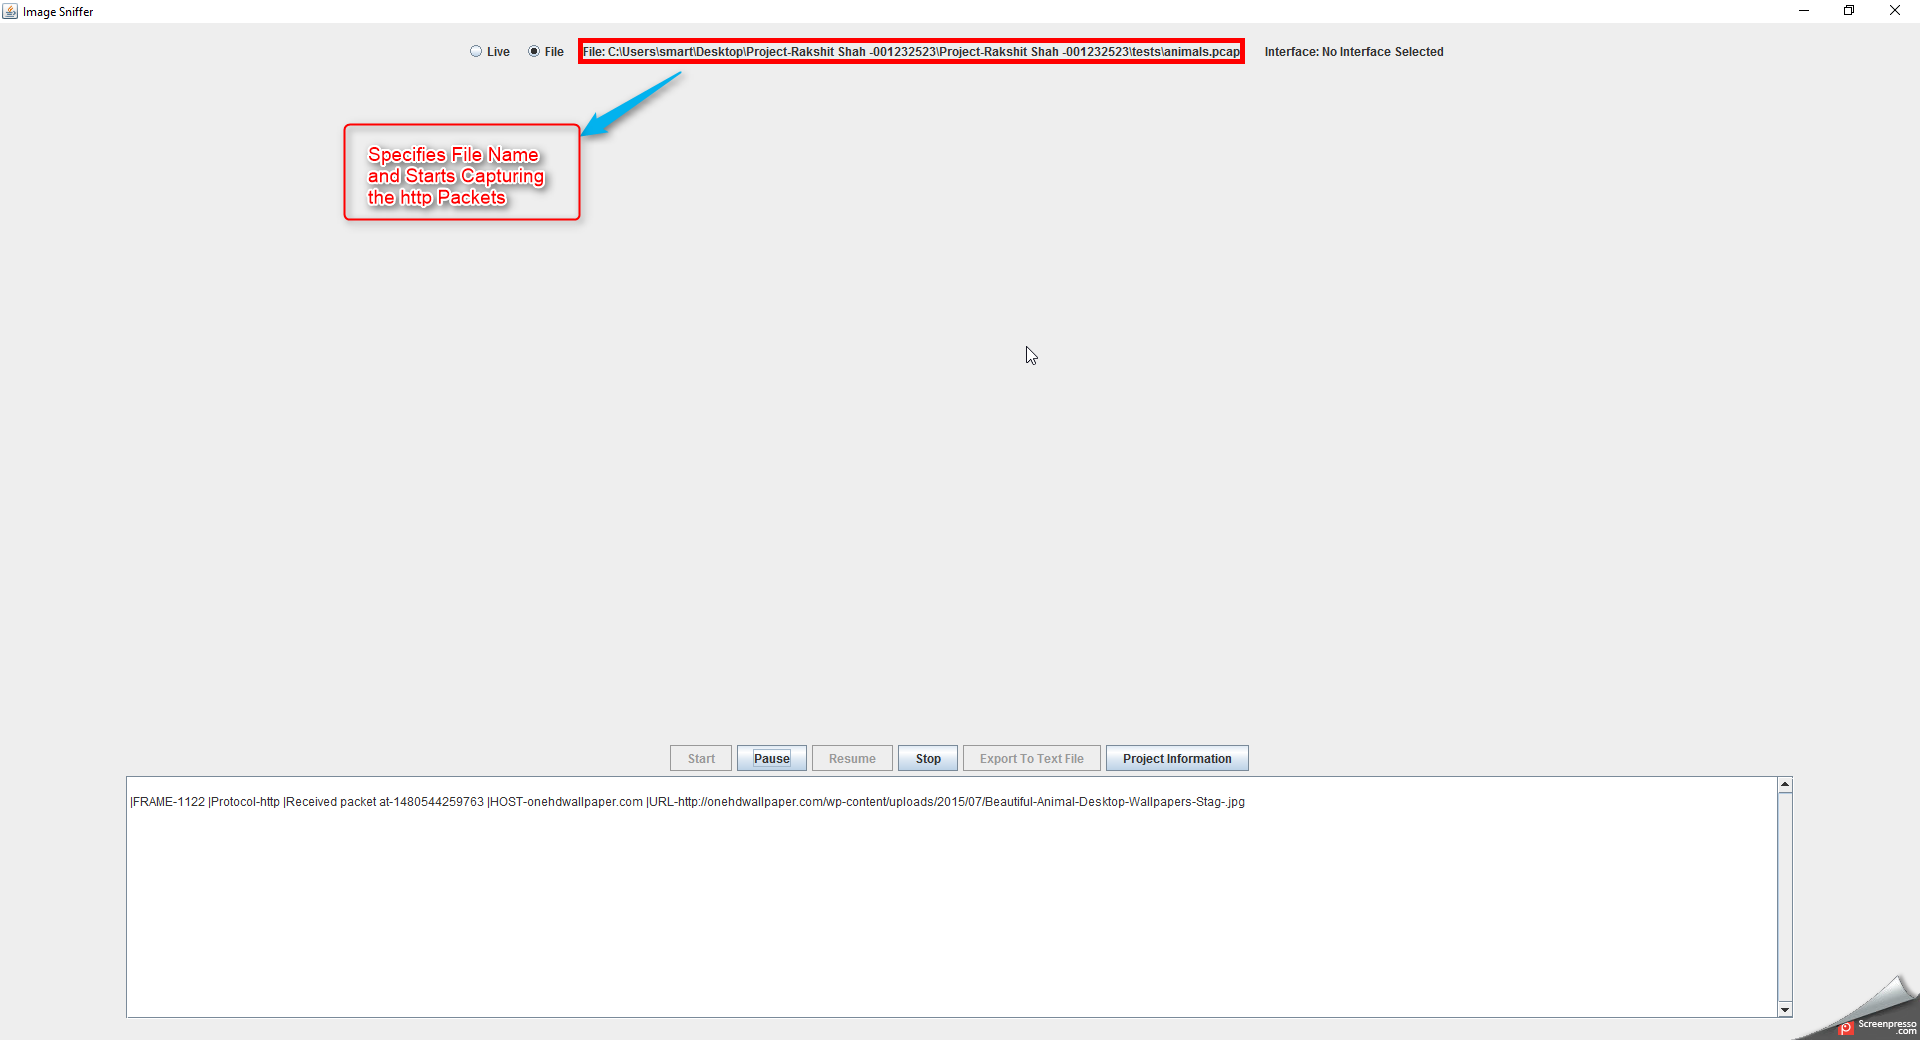 Image Sniffer
Live File File: C:\Users\smart\Desktop\Project-Rakshit Shah -001232523\Project-Rakshit Shah -001232523\tests\animals.pcap Interface: No Interface Selected
Specifies File Name
and Starts Capturing
the http Packets
Start Pause Resume Stop Export To Text File Project Information
|FRAME-1122 |Protocol-http |Received packet at-1480544259763 |HOST-onehdwallpaper.com |URL-http://onehdwallpaper.com/wp-content/uploads/2015/07/Beautiful-Animal-Desktop-Wallpapers-Stag-.jpg
Screenpresso
.com